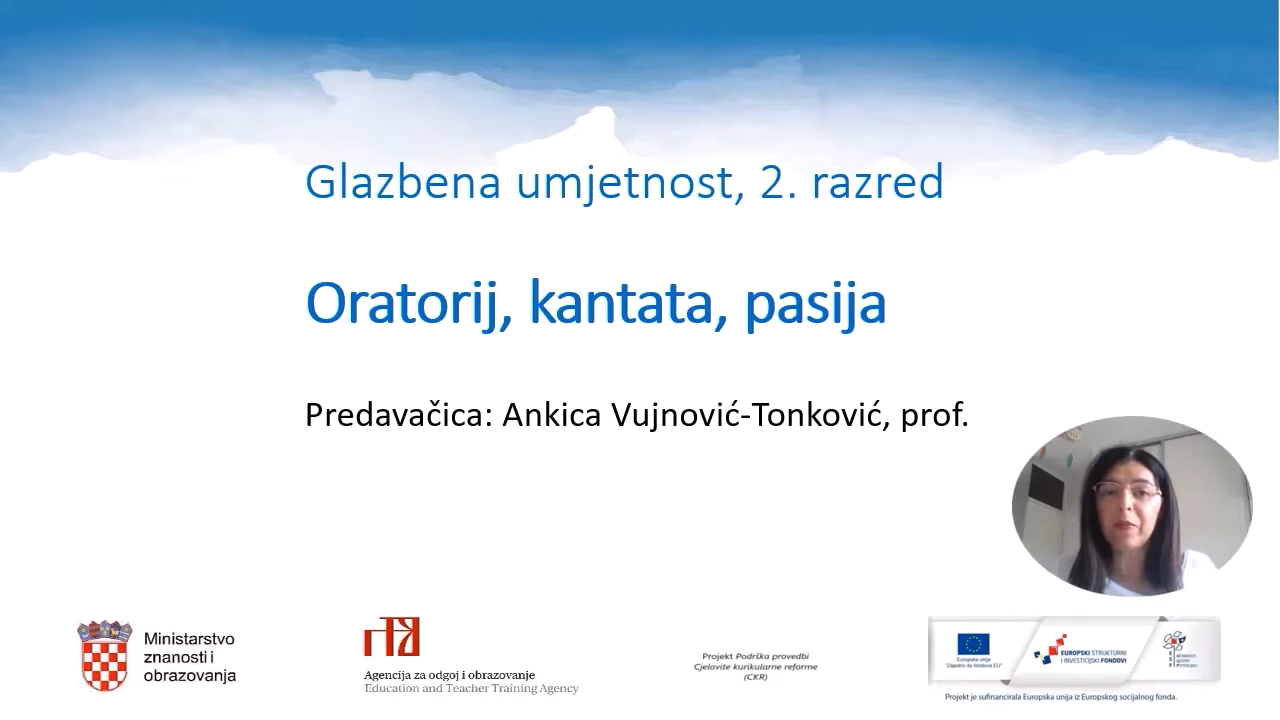 Glazbena umjetnost, 2. razred
Oratorij, kantata, pasija
Predavačica: Ankica Vujnović-Tonković, prof.
Ministarstvo
znanosti i
obrazovanja
Agencija za odgoj i obrazovanje
Education and Teacher Training Agency
Projekt Podrška provedbi
Cjelovite kurikularne reforme
(CKR)
Europska unija
"Zajedno do fondova EU"
EUROPSKI STRUKTURNI
I INVESTICIJSKI FONDOVI
Projekt je sufinancirala Europska unija iz Europskog socijalnog fonda.